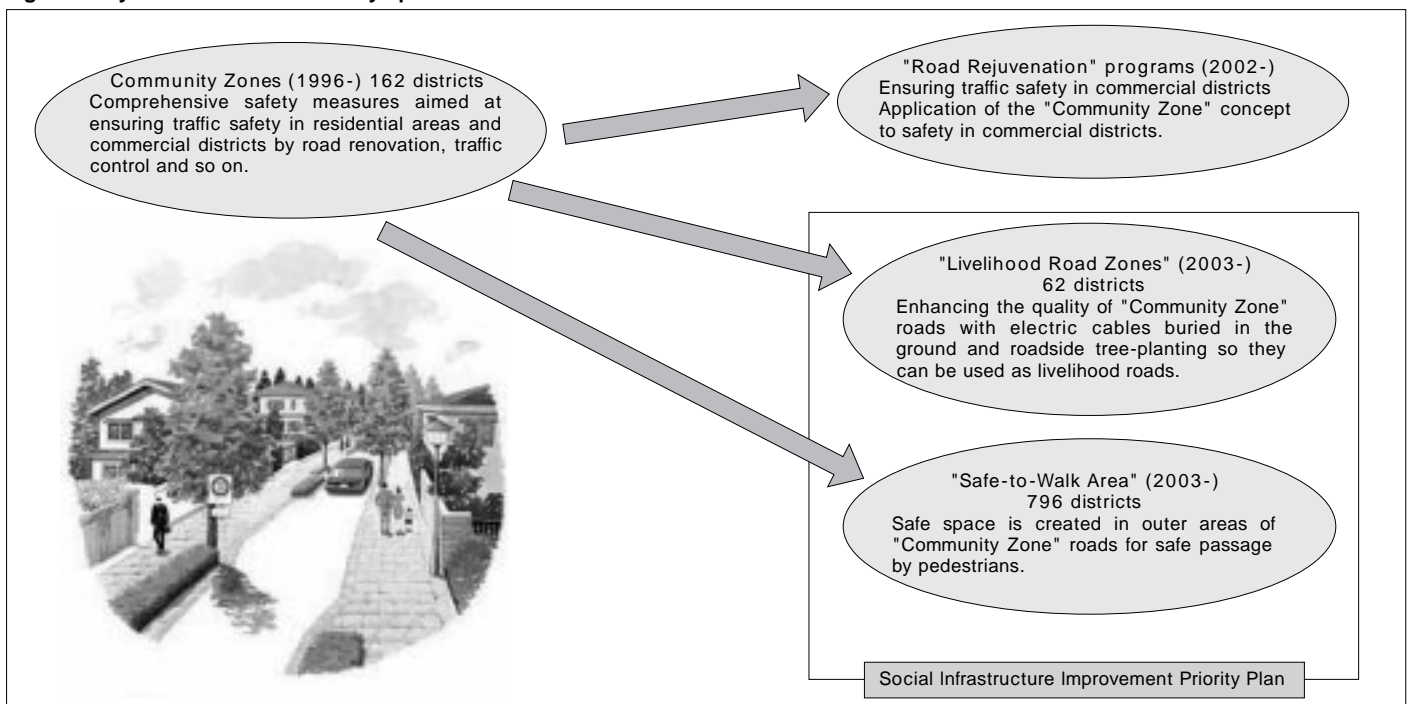 Community Zones (1996-) 162 districts
Comprehensive safety measures aimed at
ensuring traffic safety in residential areas and
commercial districts by road renovation, traffic
control and so on.
"Road Rejuvenation" programs (2002-)
Ensuring traffic safety in commercial districts
Application of the "Community Zone" concept
to safety in commercial districts.
"Livelihood Road Zones" (2003-)
62 districts
Enhancing the quality of "Community Zone"
roads with electric cables buried in the
ground and roadside tree-planting so they
can be used as livelihood roads.
"Safe-to-Walk Area" (2003-)
796 districts
Safe space is created in outer areas of
"Community Zone" roads for safe passage
by pedestrians.
Social Infrastructure Improvement Priority Plan